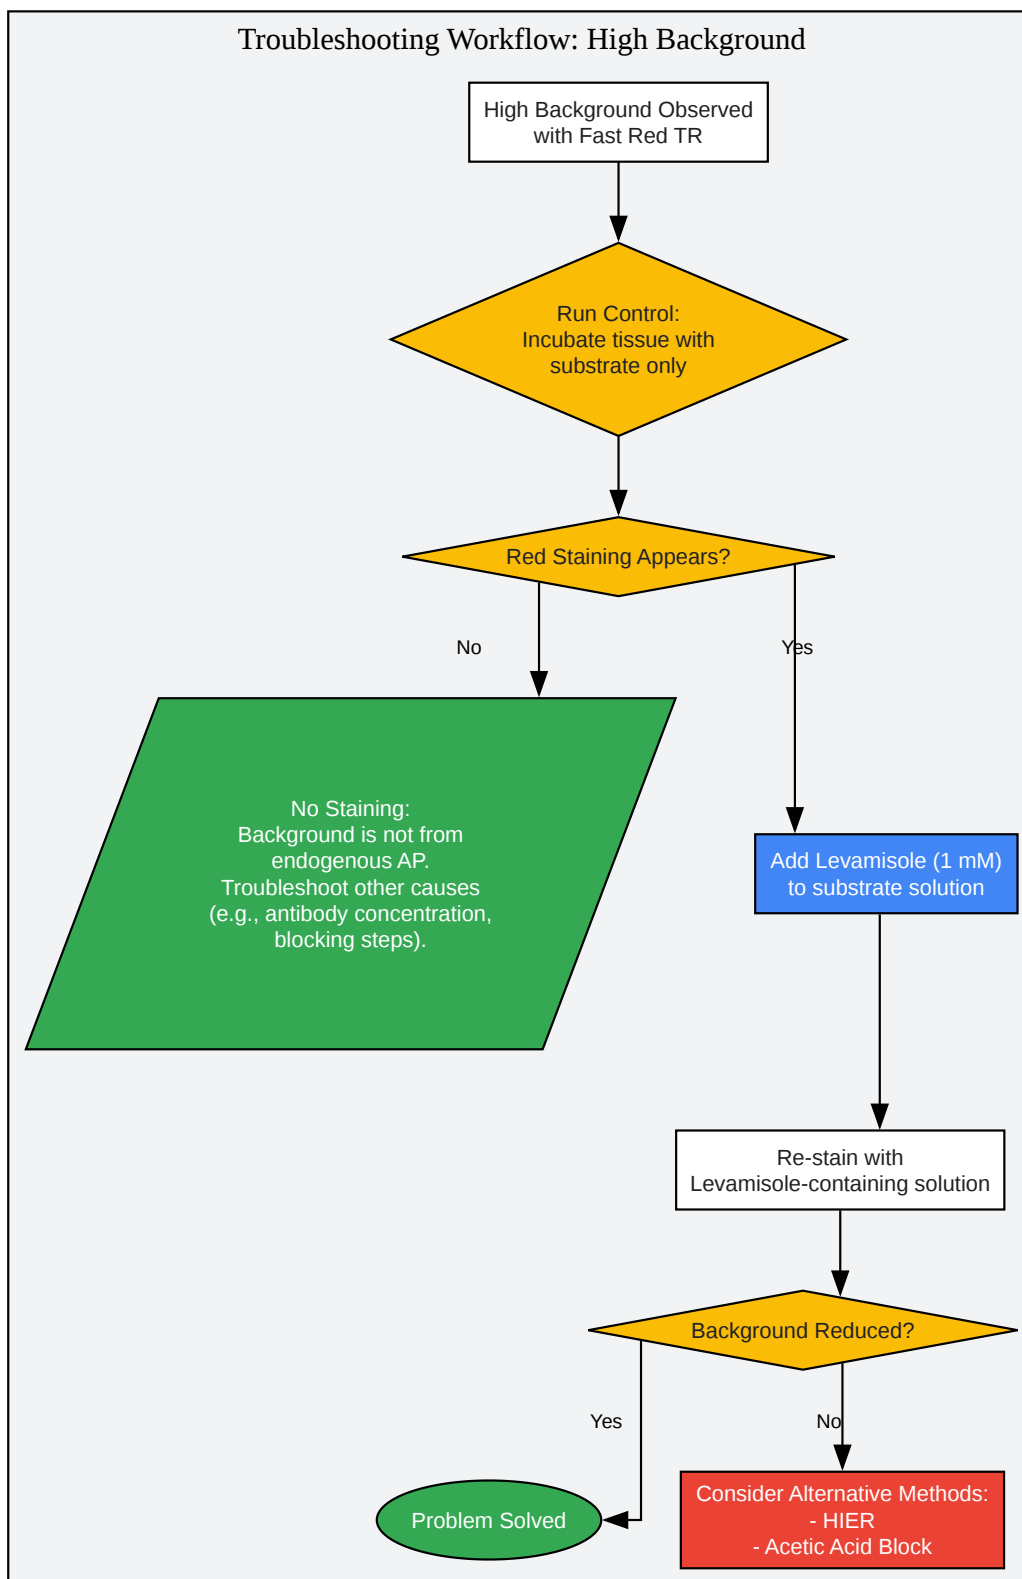 Troubleshooting Workflow: High Background
High Background Observed
with Fast Red TR
Run Control:
Incubate tissue with
substrate only
Red Staining Appears?
No
Yes
No Staining:
Background is not from
endogenous AP.
Troubleshoot other causes
(e.g., antibody concentration,
blocking steps).
Add Levamisole (1 mM)
to substrate solution
Re-stain with
Levamisole-containing solution
Background Reduced?
Yes
No
Problem Solved
Consider Alternative Methods:
- HIER
- Acetic Acid Block